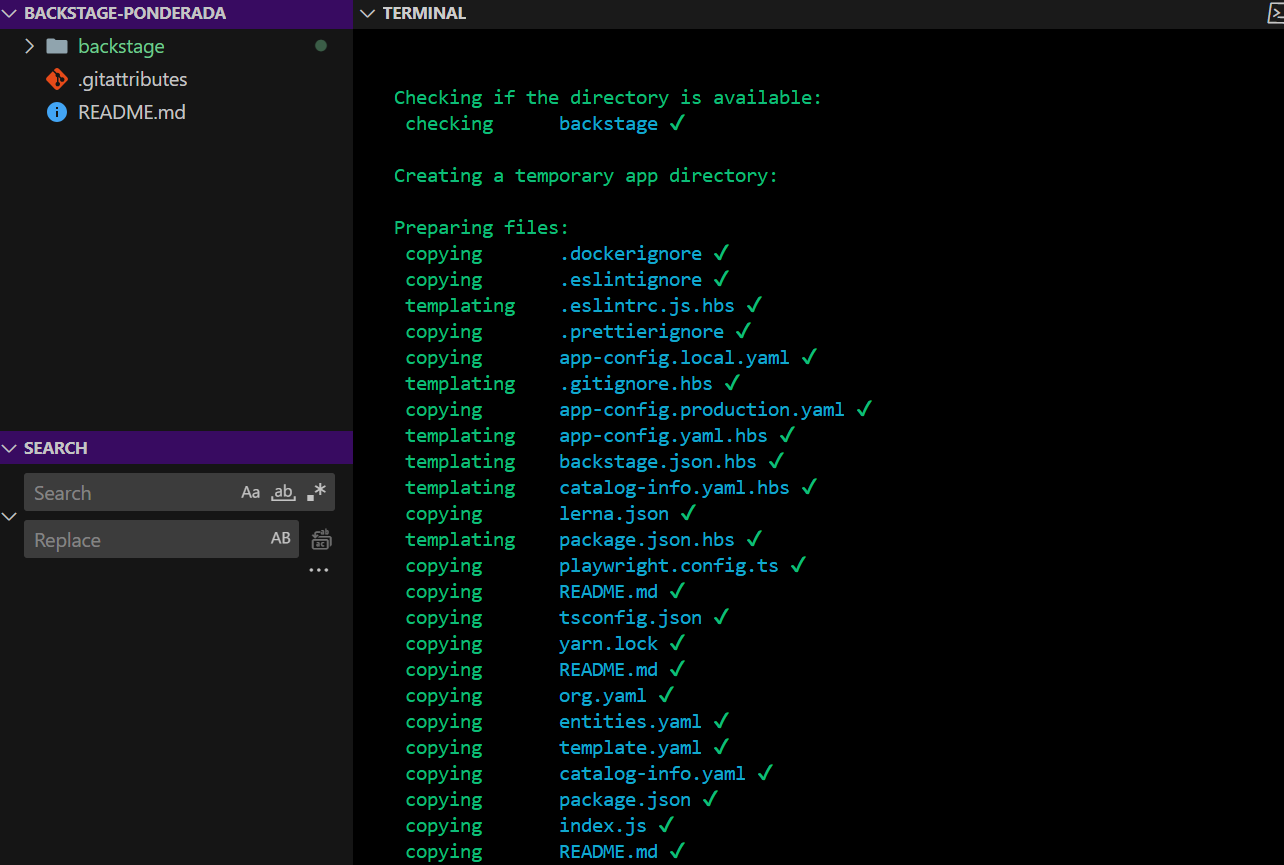 BACKSTAGE-PONDERADA
backstage
.gitattributes
README.md
SEARCH
Search Aa ab .*
Replace AB
TERMINAL
Checking if the directory is available:
checking backstage ✓
Creating a temporary app directory:
Preparing files:
copying .dockerignore ✓
copying .eslintignore ✓
templating .eslintrc.js.hbs ✓
copying .prettierignore ✓
copying app-config.local.yaml ✓
templating .gitignore.hbs ✓
copying app-config.production.yaml ✓
templating app-config.yaml.hbs ✓
templating backstage.json.hbs ✓
templating catalog-info.yaml.hbs ✓
copying lerna.json ✓
templating package.json.hbs ✓
copying playwright.config.ts ✓
copying README.md ✓
copying tsconfig.json ✓
copying yarn.lock ✓
copying README.md ✓
copying org.yaml ✓
copying entities.yaml ✓
copying template.yaml ✓
copying catalog-info.yaml ✓
copying package.json ✓
copying index.js ✓
copying README.md ✓